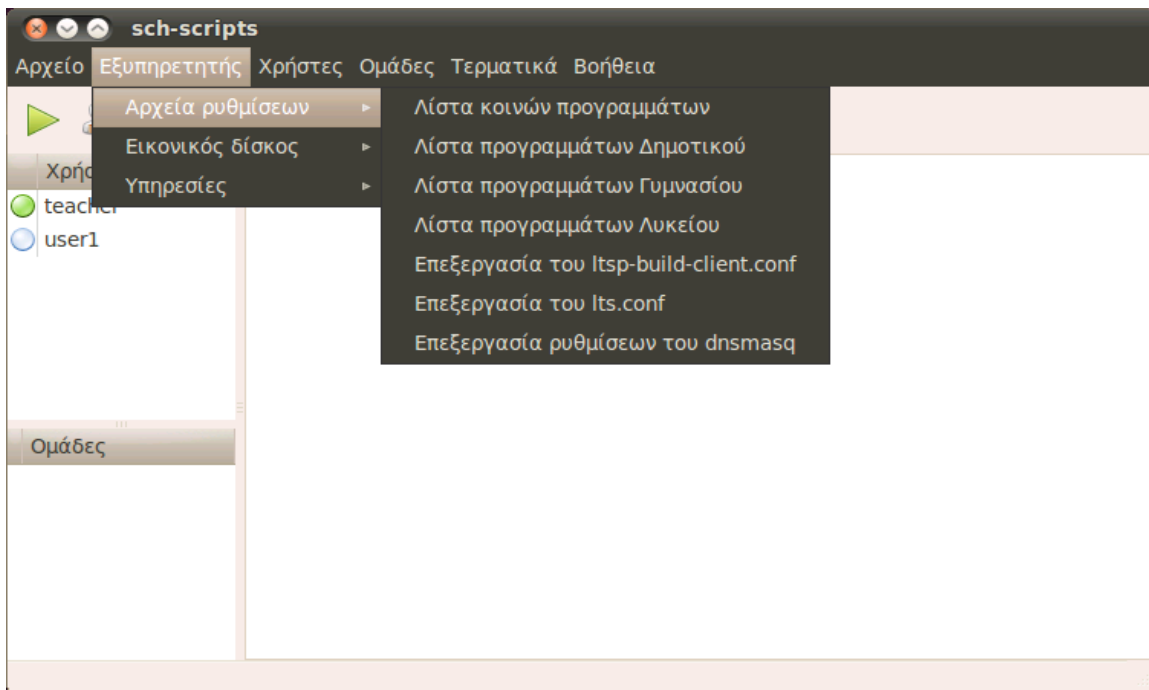 sch-scripts
Αρχείο Εξυπηρετητής Χρήστες Ομάδες Τερματικά Βοήθεια
Αρχεία ρυθμίσεων
Εικονικός δίσκος
Υπηρεσίες
Λίστα κοινών προγραμμάτων
Λίστα προγραμμάτων Δημοτικού
Λίστα προγραμμάτων Γυμνασίου
Λίστα προγραμμάτων Λυκείου
Επεξεργασία του ltsp-build-client.conf
Επεξεργασία του lts.conf
Επεξεργασία ρυθμίσεων του dnsmasq
teacher
user1
Ομάδες